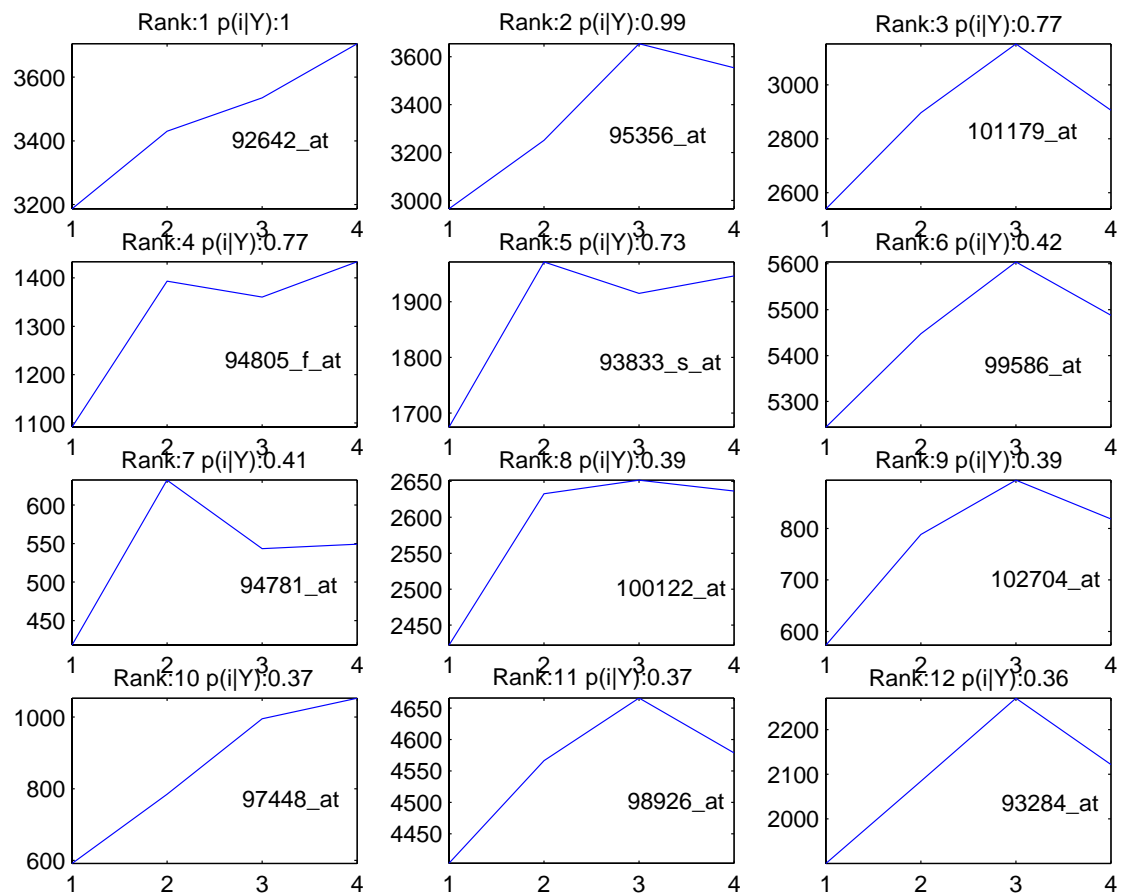 Rank:1 p(i|Y):1
3600
3400
3200
92642_at
1 2 3 4
Rank:2 p(i|Y):0.99
3600
3400
3200
3000
95356_at
1 2 3 4
Rank:3 p(i|Y):0.77
3000
2800
2600
101179_at
1 2 3 4
Rank:4 p(i|Y):0.77
1400
1300
1200
1100
94805_f_at
1 2 3 4
Rank:5 p(i|Y):0.73
1900
1800
1700
93833_s_at
1 2 3 4
Rank:6 p(i|Y):0.42
5600
5500
5400
5300
99586_at
1 2 3 4
Rank:7 p(i|Y):0.41
600
550
500
450
94781_at
1 2 3 4
Rank:8 p(i|Y):0.39
2650
2600
2550
2500
2450
100122_at
1 2 3 4
Rank:9 p(i|Y):0.39
800
700
600
102704_at
1 2 3 4
Rank:10 p(i|Y):0.37
1000
800
600
97448_at
1 2 3 4
Rank:11 p(i|Y):0.37
4650
4600
4550
4500
4450
98926_at
1 2 3 4
Rank:12 p(i|Y):0.36
2200
2100
2000
93284_at
1 2 3 4